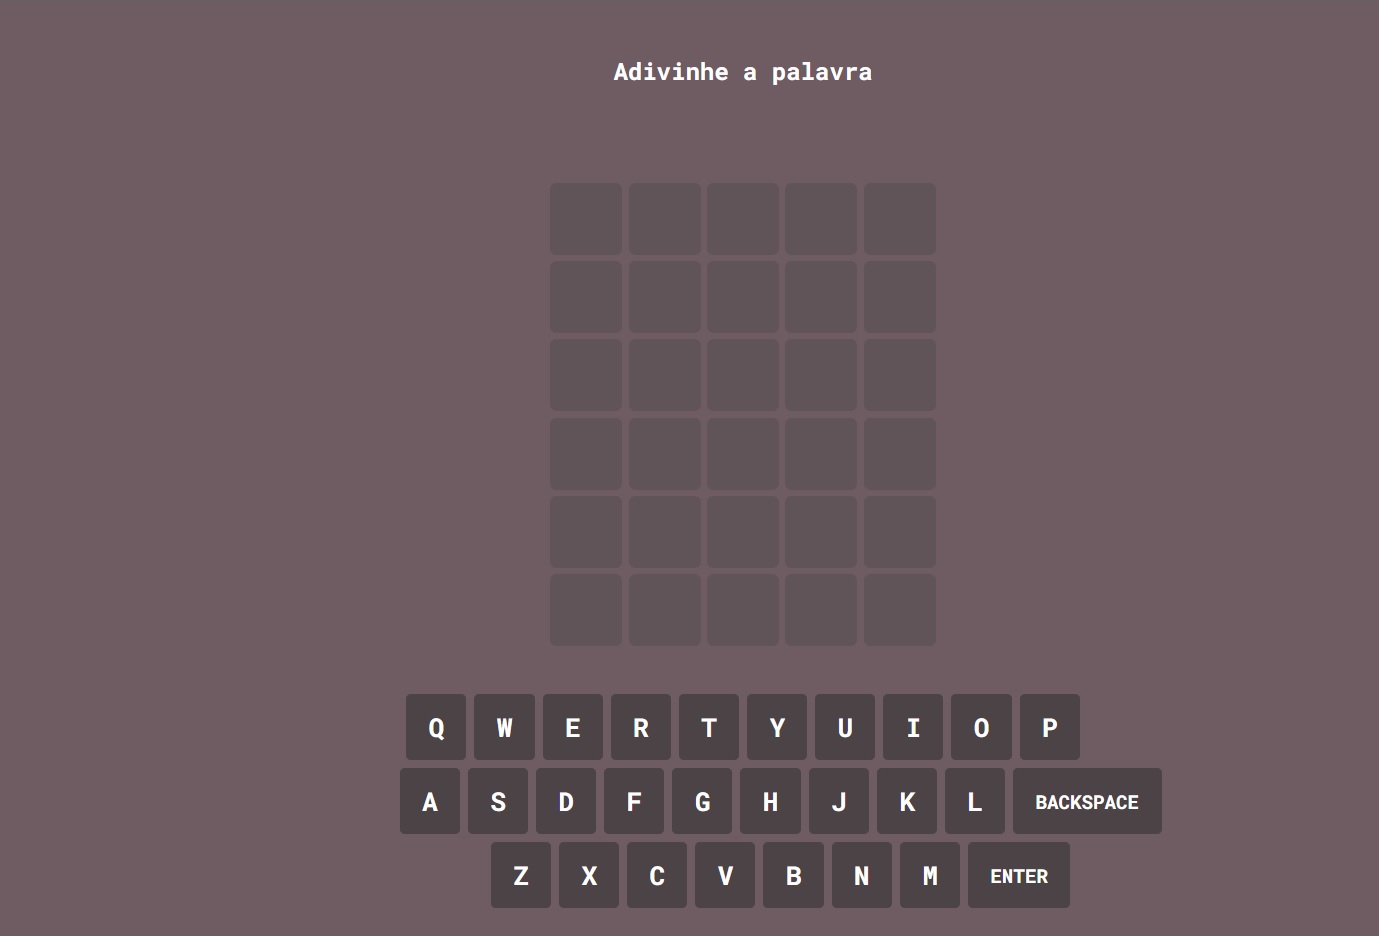 Adivinhe a palavra
Q W E R T Y U I O P
A S D F G H J K L BACKSPACE
Z X C V B N M ENTER